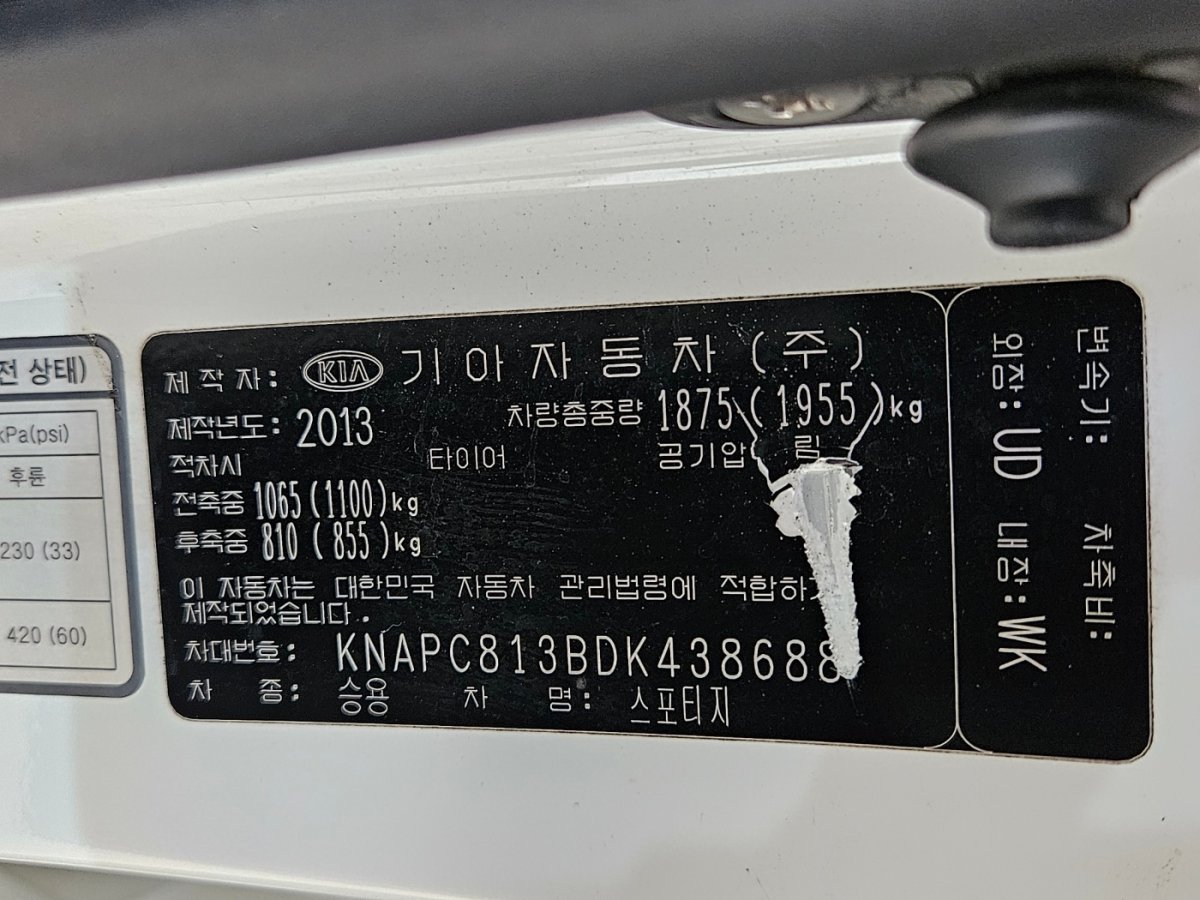 전 상태)
kPa(psi)
후륜
230 (33)
420 (60)
제 작 자: KIA 기아자동차(주)
제작년도: 2013 차량총중량 1875(1955)kg
적차시 타이어 공기압 림
전축중 1065(1100)kg
후축중 810 (855)kg
이 자동차는 대한민국 자동차 관리법령에 적합하
제작되었습니다.
차대번호: KNAPC813BDK438688
차 종: 승용 차 명: 스포티지
변속기: 차축비:
외장: UD 내장: WK